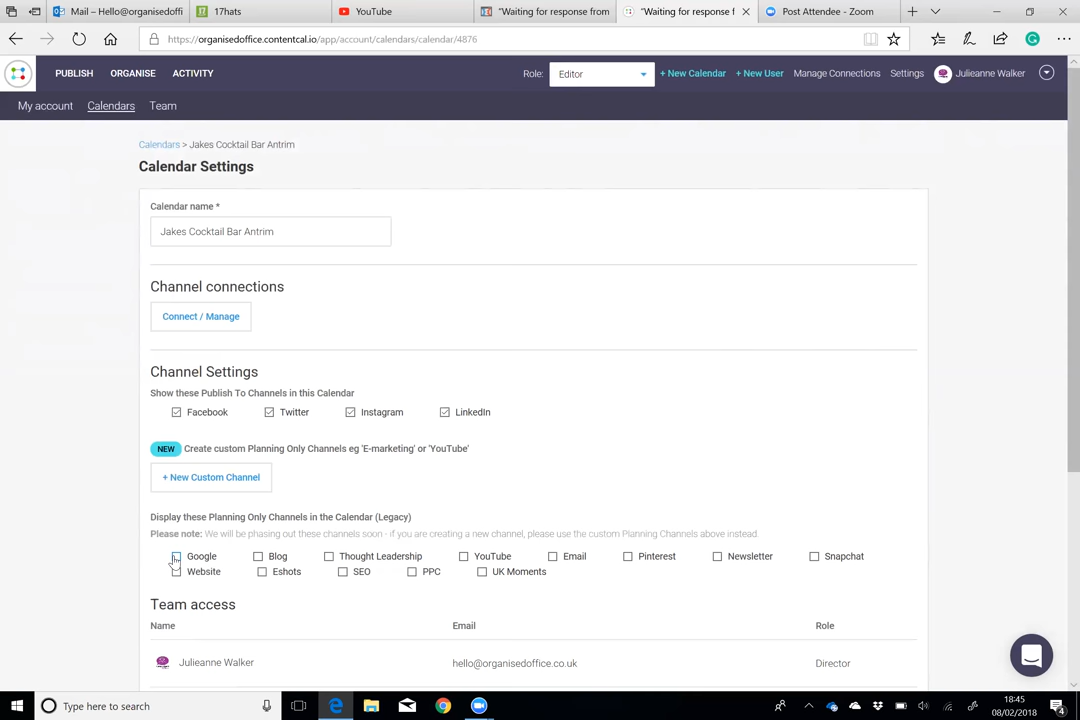 Mail – Hello@organisedoffi
17hats
YouTube
"Waiting for response from
"Waiting for response f
Post Attendee - Zoom
https://organisedoffice.contentcal.io/app/account/calendars/calendar/4876
PUBLISH ORGANISE ACTIVITY
Role: Editor + New Calendar + New User Manage Connections Settings Julieanne Walker
My account Calendars Team
Calendars > Jakes Cocktail Bar Antrim
Calendar Settings
Calendar name *
Jakes Cocktail Bar Antrim
Channel connections
Connect / Manage
Channel Settings
Show these Publish To Channels in this Calendar
Facebook Twitter Instagram LinkedIn
NEW Create custom Planning Only Channels eg 'E-marketing' or 'YouTube'
+ New Custom Channel
Display these Planning Only Channels in the Calendar (Legacy)
Please note: We will be phasing out these channels soon - if you are creating a new channel, please use the custom Planning Channels above instead.
Google Blog Thought Leadership YouTube Email Pinterest Newsletter Snapchat
Website Eshots SEO PPC UK Moments
Team access
Name Email Role
Julieanne Walker hello@organisedoffice.co.uk Director
Type here to search
18:45
08/02/2018
4